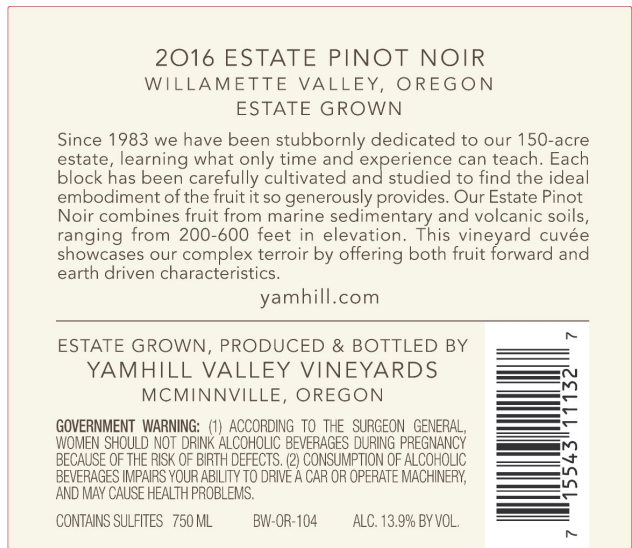 2016 ESTATE PINOT NOIR
WILLAMETTE VALLEY, OREGON
ESTATE GROWN
Since 1983 we have been stubbornly dedicated to our 150-acre
estate, learning what only time and experience can teach. Each
block has been carefully cultivated and studied to find the ideal
embodiment of the fruit it so generously provides. Our Estate Pinot
Noir combines fruit from marine sedimentary and volcanic soils,
ranging from 200-600 feet in elevation. This vineyard cuvée
showcases our complex terroir by offering both fruit forward and
earth driven characteristics.
yamhill.com
ESTATE GROWN, PRODUCED & BOTTLED BY
YAMHILL VALLEY VINEYARDS
MCMINNVILLE, OREGON
GOVERNMENT WARNING: (1) ACCORDING TO THE SURGEON GENERAL,
WOMEN SHOULD NOT DRINK ALCOHOLIC BEVERAGES DURING PREGNANCY
BECAUSE OF THE RISK OF BIRTH DEFECTS. (2) CONSUMPTION OF ALCOHOLIC
BEVERAGES IMPAIRS YOUR ABILITY TO DRIVE A CAR OR OPERATE MACHINERY,
AND MAY CAUSE HEALTH PROBLEMS.
CONTAINS SULFITES 750 ML BW-OR-104 ALC. 13.9% BY VOL.
7 15543 11132 7